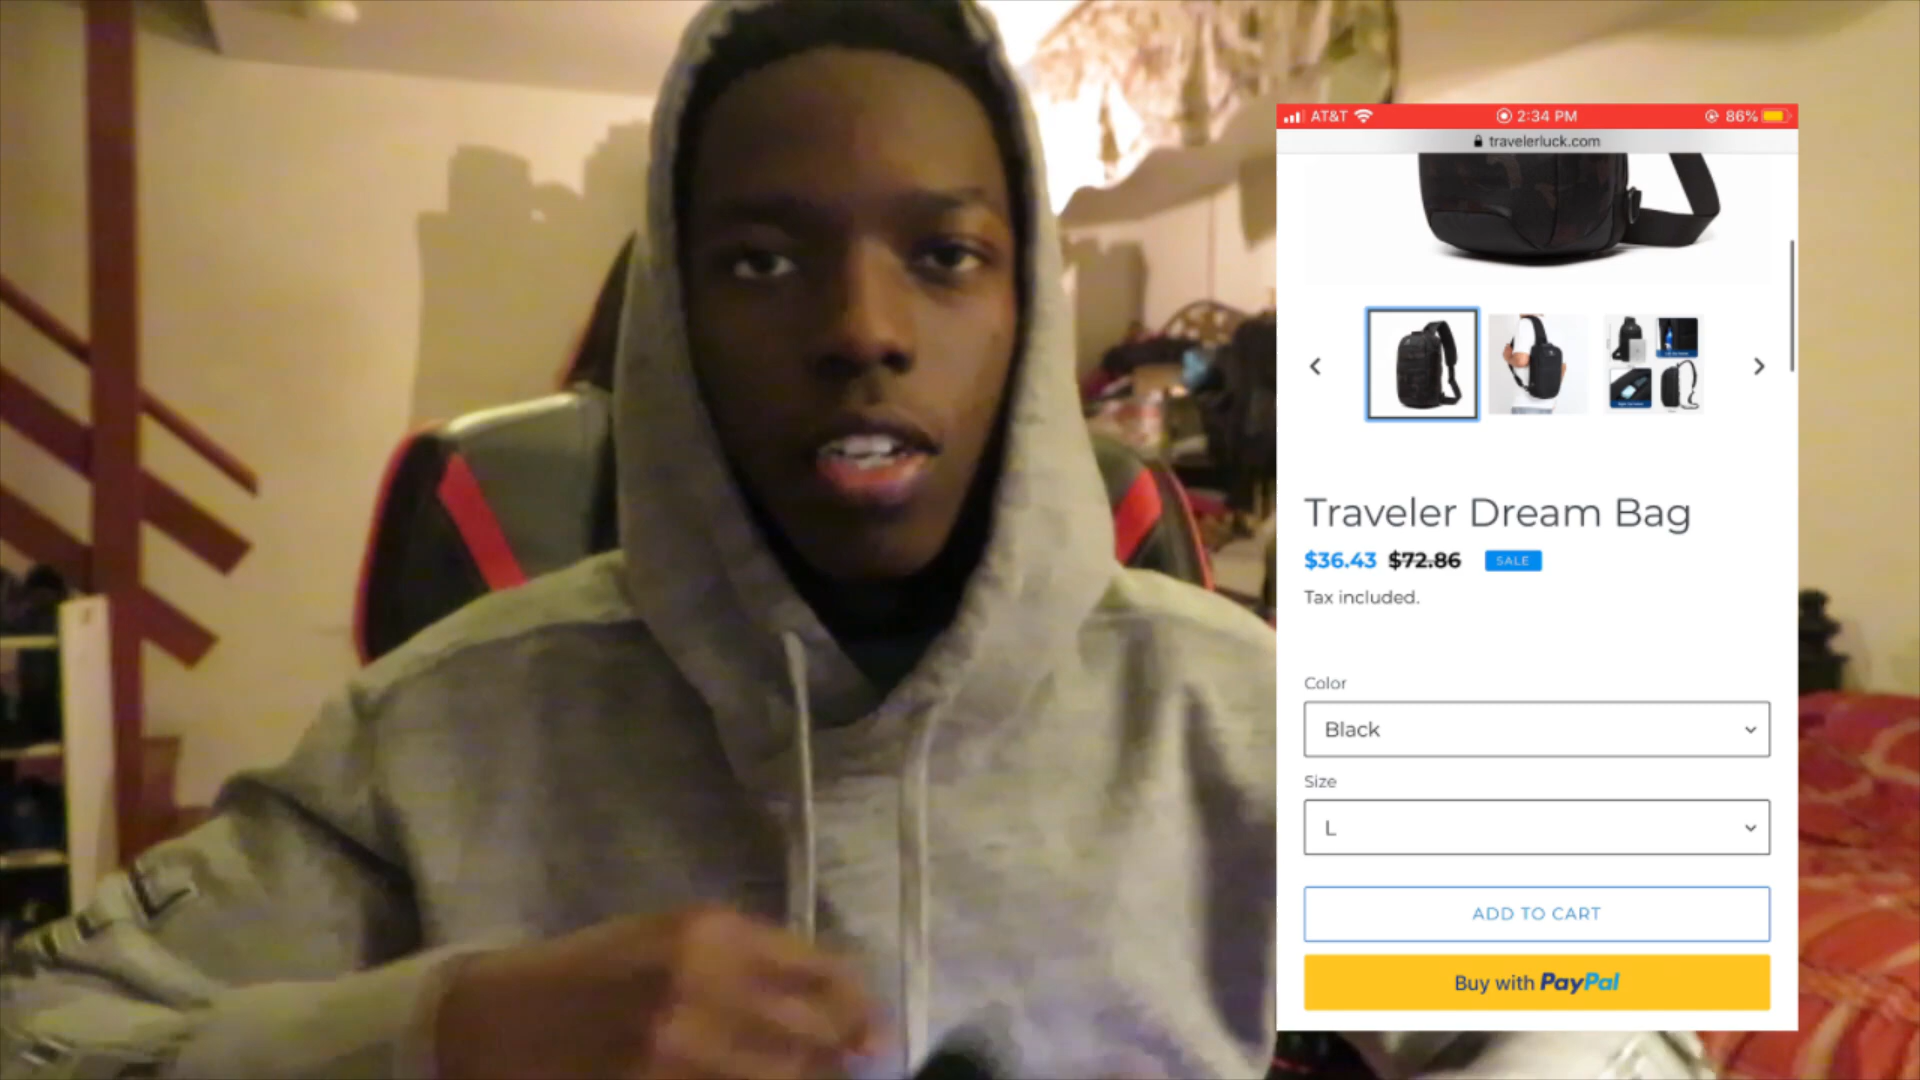 AT&T 2:34 PM 86%
travelerluck.com
Traveler Dream Bag
$36.43 $72.86 SALE
Tax included.
Color
Black
Size
L
ADD TO CART
Buy with PayPal